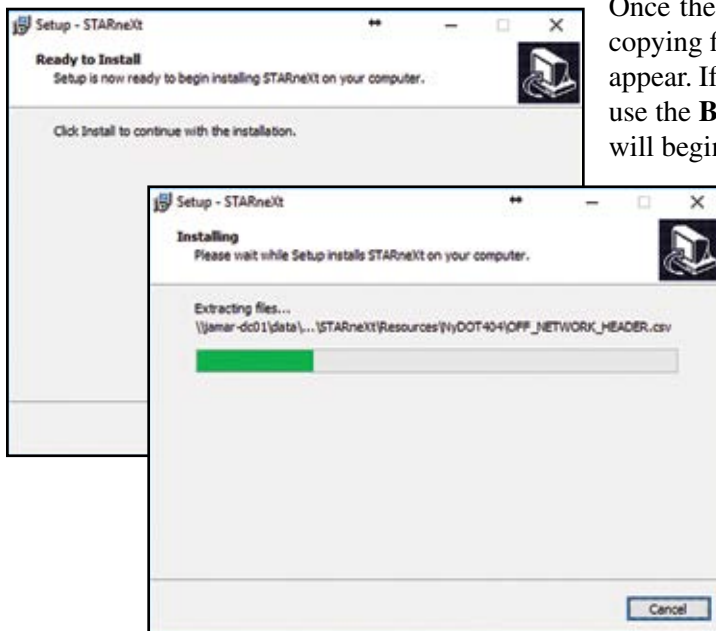 Once the
copying f
appear. If
use the B
will begin
Setup - STARneXt
Ready to Install
Setup is now ready to begin installing STARneXt on your computer.
Click Install to continue with the installation.
Setup - STARneXt
Installing
Please wait while Setup installs STARneXt on your computer.
Extracting files...
\\jamar-dc01\data\...\STARneXt\Resources\NyDOT404\OFF_NETWORK_HEADER.csv
Cancel